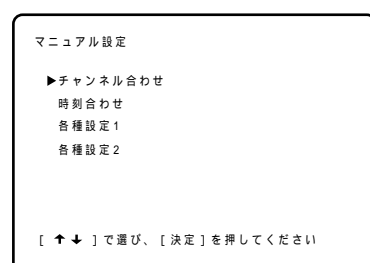 マニュアル設定
▶チャンネル合わせ
時刻合わせ
各種設定1
各種設定2
[ ↑↓ ]で選び、[決定]を押してください